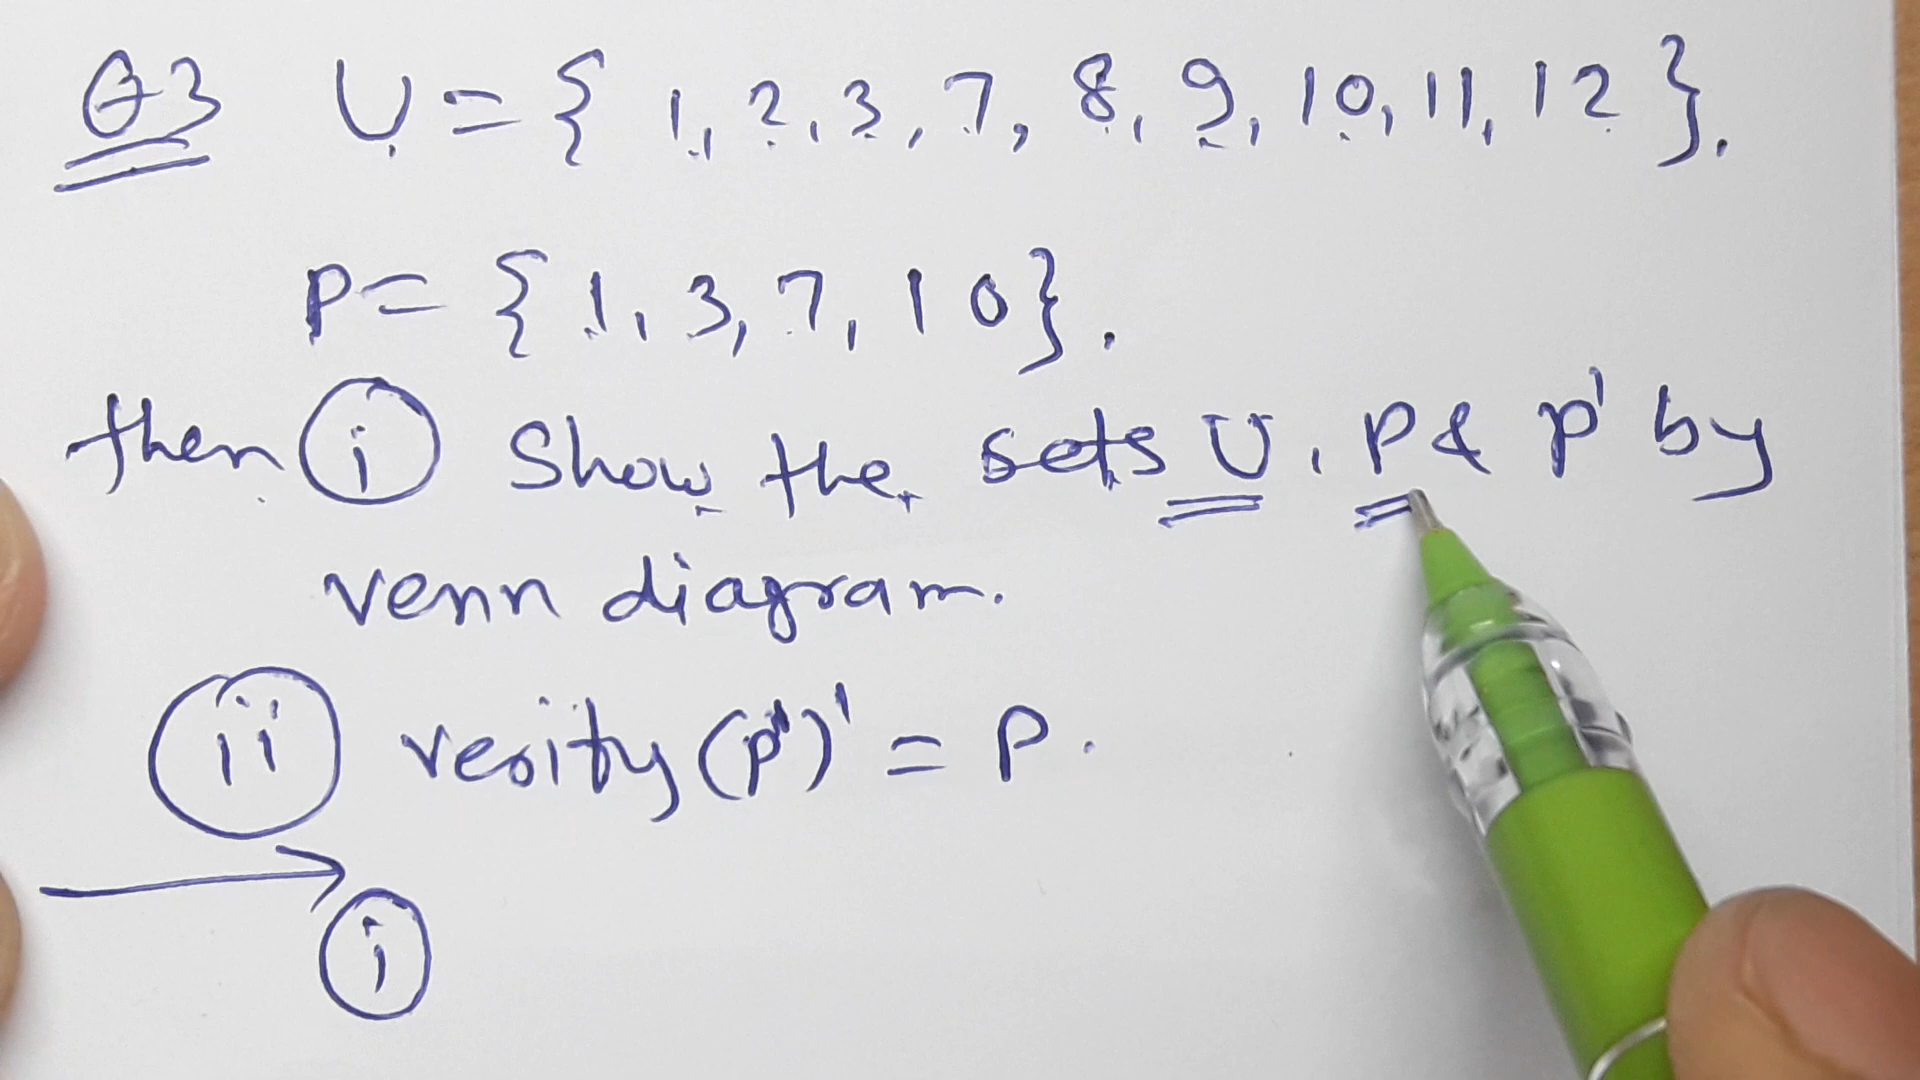 Q3 U = { 1, 2, 3, 7, 8, 9, 10, 11, 12 }.
P = { 1, 3, 7, 10 }.
then (i) Show the sets U, P & P' by
venn diagram.
(ii) verify (P')' = P.
→
(i)